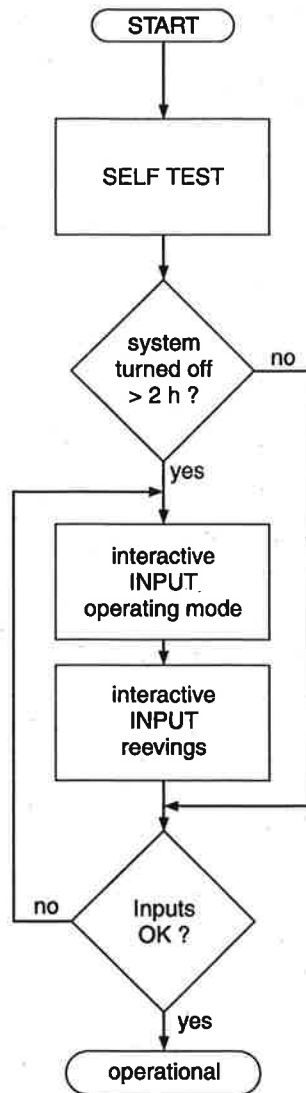 START
SELF TEST
system
turned off
> 2 h ?
no
yes
interactive
INPUT
operating mode
interactive
INPUT
reevings
no
Inputs
OK ?
yes
operational